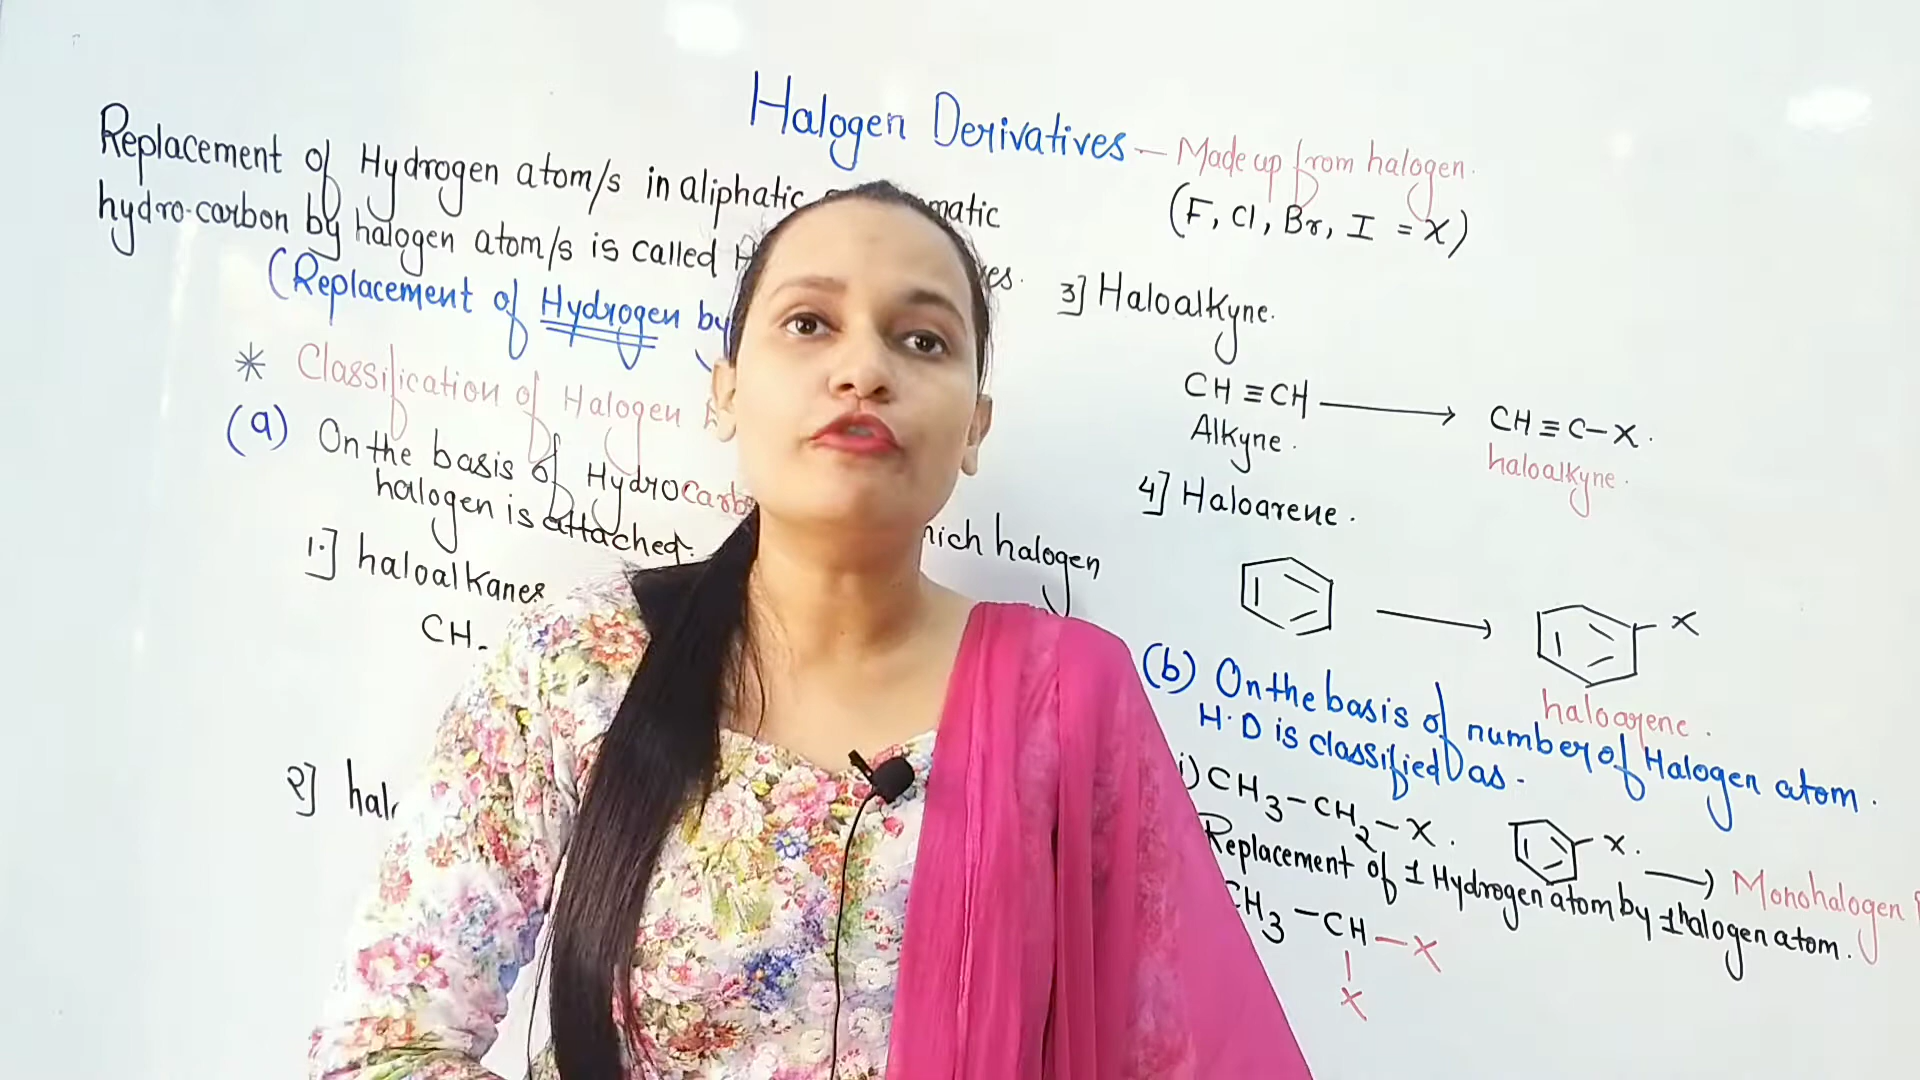 Halogen Derivatives — Made up from halogen.
(F, Cl, Br, I = X)
Replacement of Hydrogen atom/s in aliphatic
hydro-carbon by halogen atom/s is called
(Replacement of Hydrogen by
* Classification of Halogen
(a) On the basis of Hydrocarb
halogen is attached.
halogen
1.] haloalkanes
CH
2]
3] Haloalkyne.
CH≡CH → CH≡C-X.
Alkyne. haloalkyne.
4] Haloarene.
X
haloarene.
(b) On the basis of number of Halogen atom.
H.D is classified as -
i) CH3-CH2-X. X. → Monohalogen
Replacement of 1 Hydrogen atom by 1 halogen atom.
CH3-CH-X
X